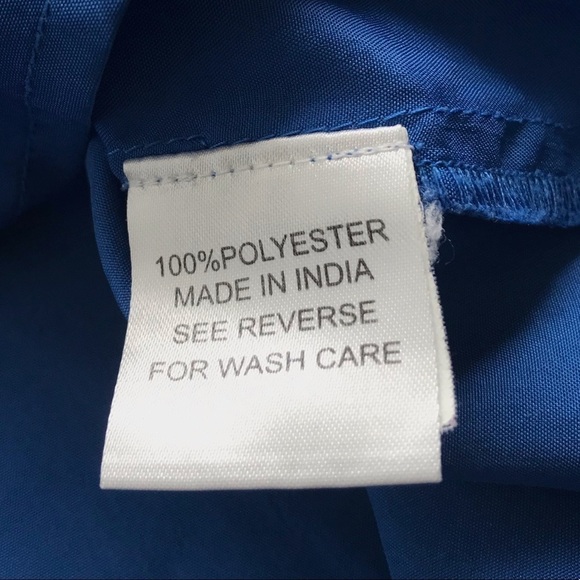 100%POLYESTER
MADE IN INDIA
SEE REVERSE
FOR WASH CARE